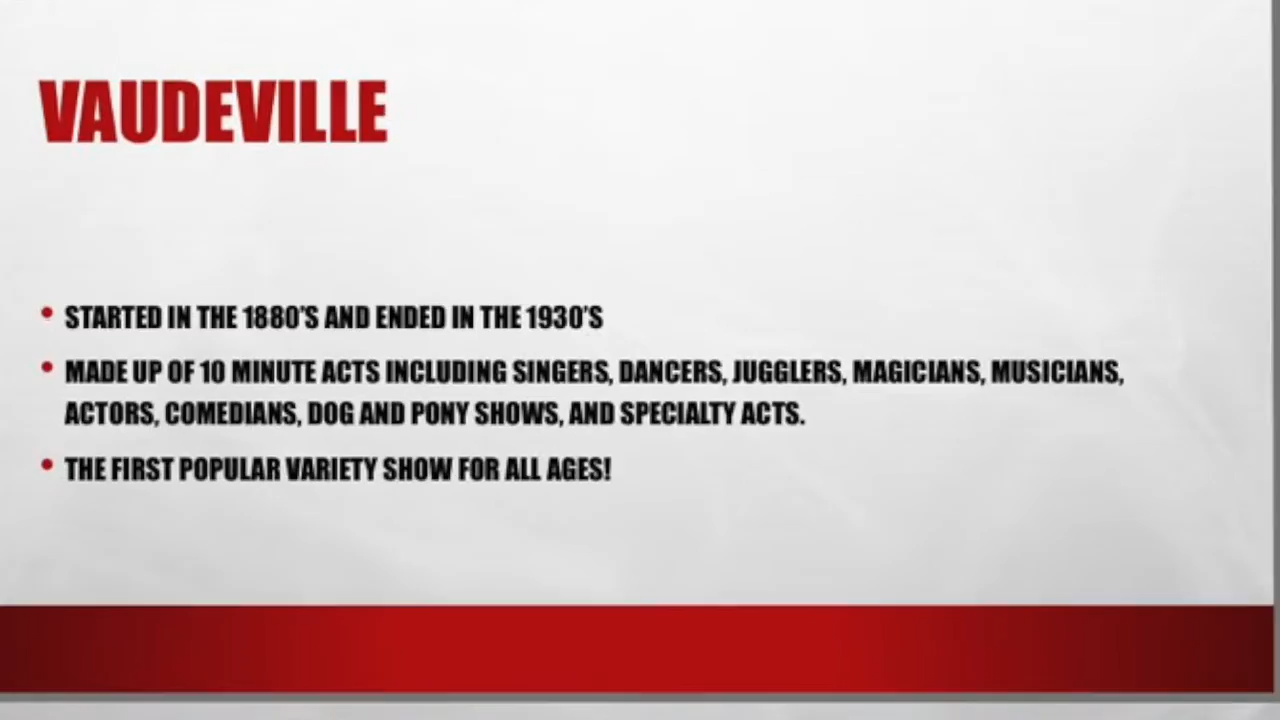 VAUDEVILLE
• STARTED IN THE 1880'S AND ENDED IN THE 1930'S
• MADE UP OF 10 MINUTE ACTS INCLUDING SINGERS, DANCERS, JUGGLERS, MAGICIANS, MUSICIANS,
ACTORS, COMEDIANS, DOG AND PONY SHOWS, AND SPECIALTY ACTS.
• THE FIRST POPULAR VARIETY SHOW FOR ALL AGES!